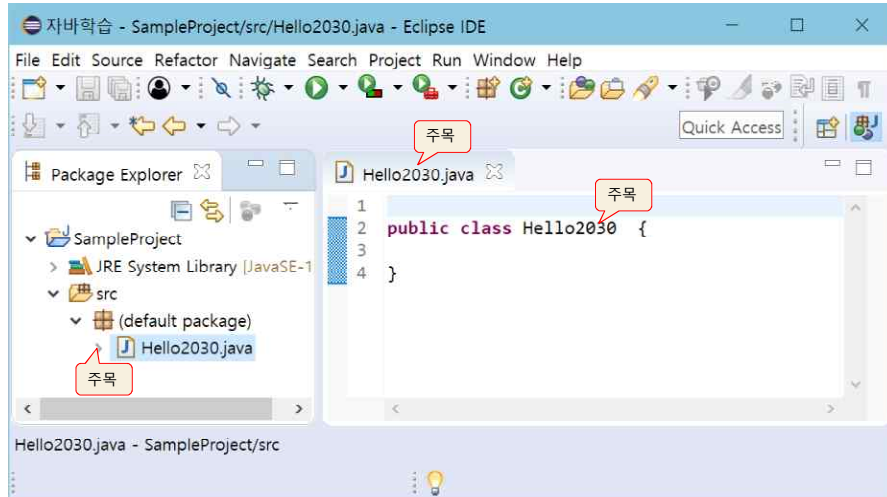 자바학습 - SampleProject/src/Hello2030.java - Eclipse IDE
File Edit Source Refactor Navigate Search Project Run Window Help
주목
Quick Access
Package Explorer
Hello2030.java
주목
SampleProject
JRE System Library [JavaSE-1
src
(default package)
Hello2030.java
주목
1
2 public class Hello2030 {
3
4 }
Hello2030.java - SampleProject/src